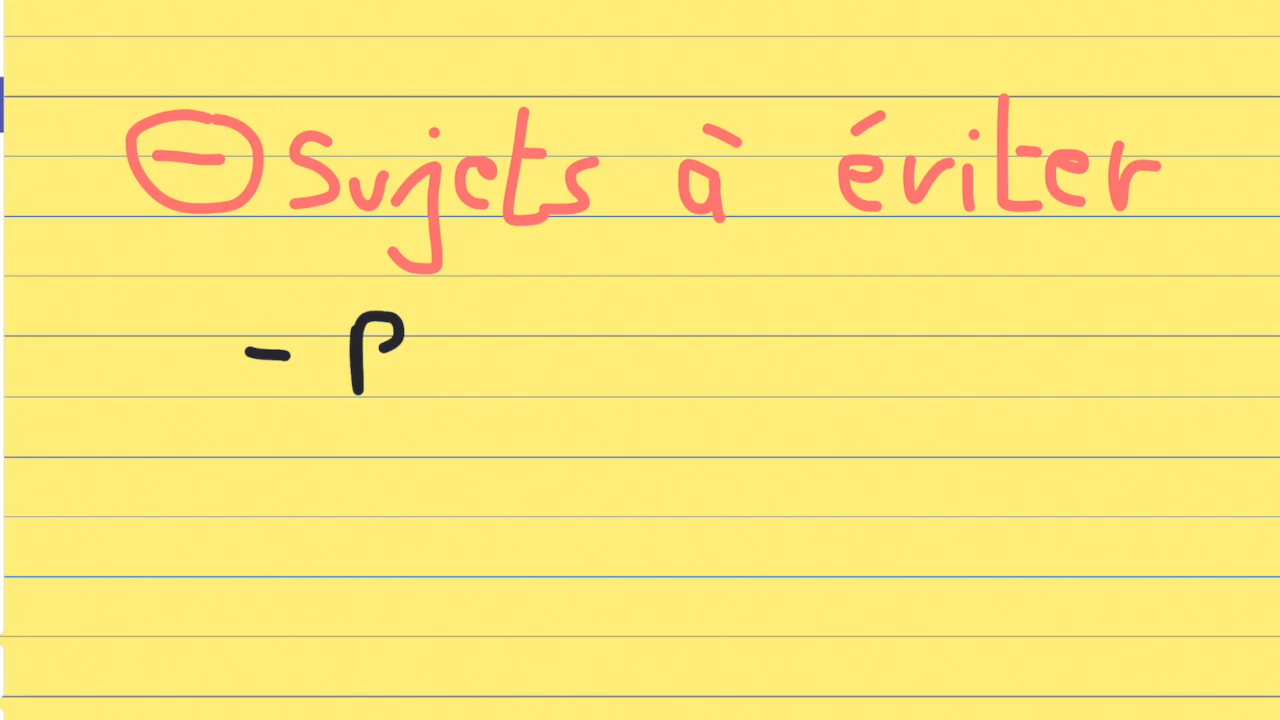 ⊖ Sujets à éviter
- P